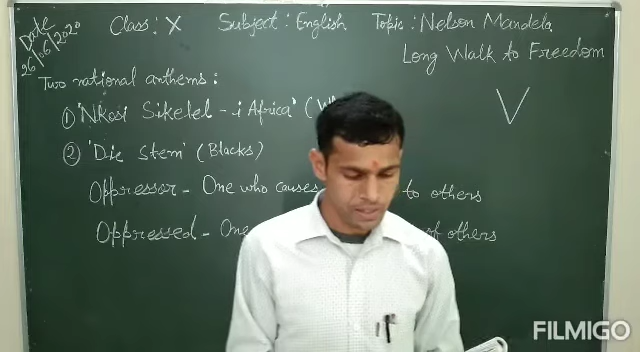 Date
26/06/2020
Class: X Subject: English Topic: Nelson Mandela
Long Walk to Freedom
Two national anthems:
① 'Nkosi Sikelel - i Africa' (
V
② 'Die Stem' (Blacks)
Oppressor - One who causes to others
Oppressed - One of others
FILMIGO